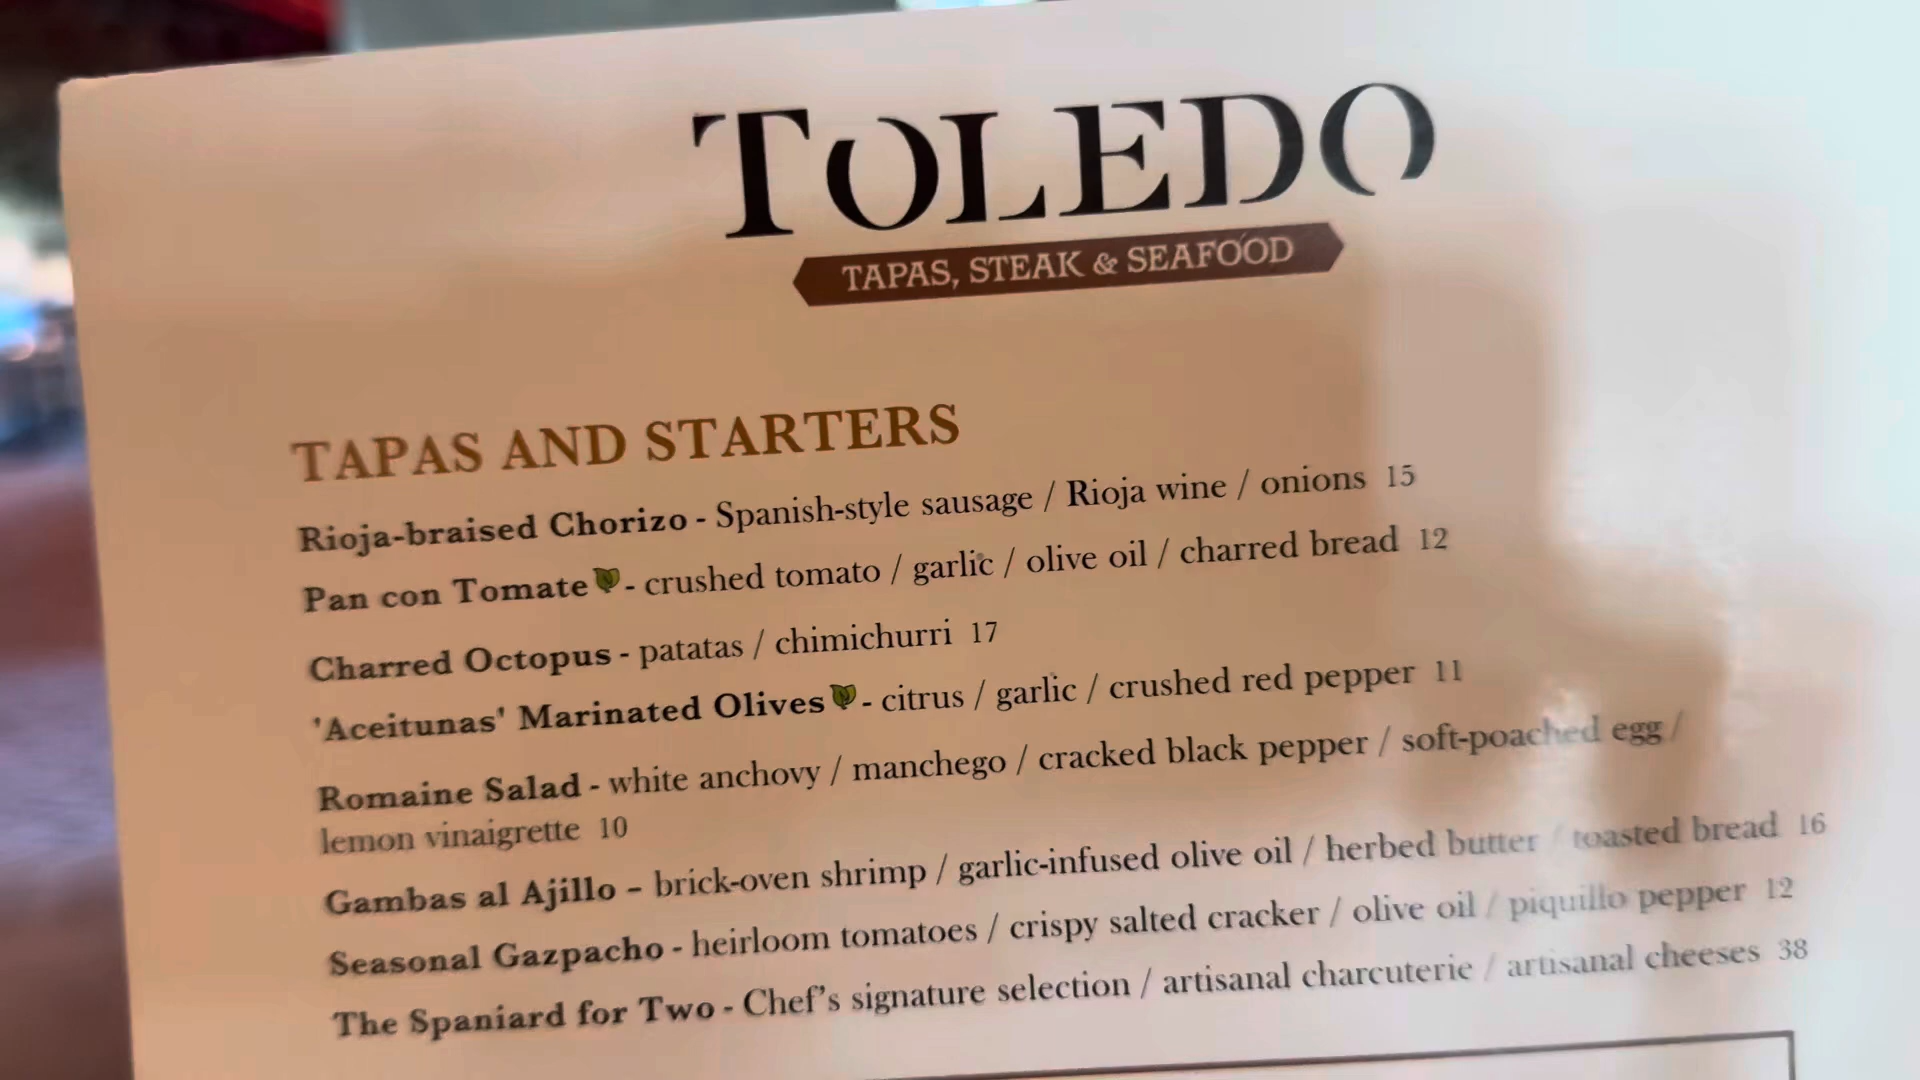 TOLEDO
TAPAS, STEAK & SEAFOOD
TAPAS AND STARTERS
Rioja-braised Chorizo - Spanish-style sausage / Rioja wine / onions 15
Pan con Tomate - crushed tomato / garlic / olive oil / charred bread 12
Charred Octopus - patatas / chimichurri 17
'Aceitunas' Marinated Olives - citrus / garlic / crushed red pepper 11
Romaine Salad - white anchovy / manchego / cracked black pepper / soft-poached egg /
lemon vinaigrette 10
Gambas al Ajillo – brick-oven shrimp / garlic-infused olive oil / herbed butter / toasted bread 16
Seasonal Gazpacho - heirloom tomatoes / crispy salted cracker / olive oil / piquillo pepper 12
The Spaniard for Two - Chef's signature selection / artisanal charcuterie / artisanal cheeses 38